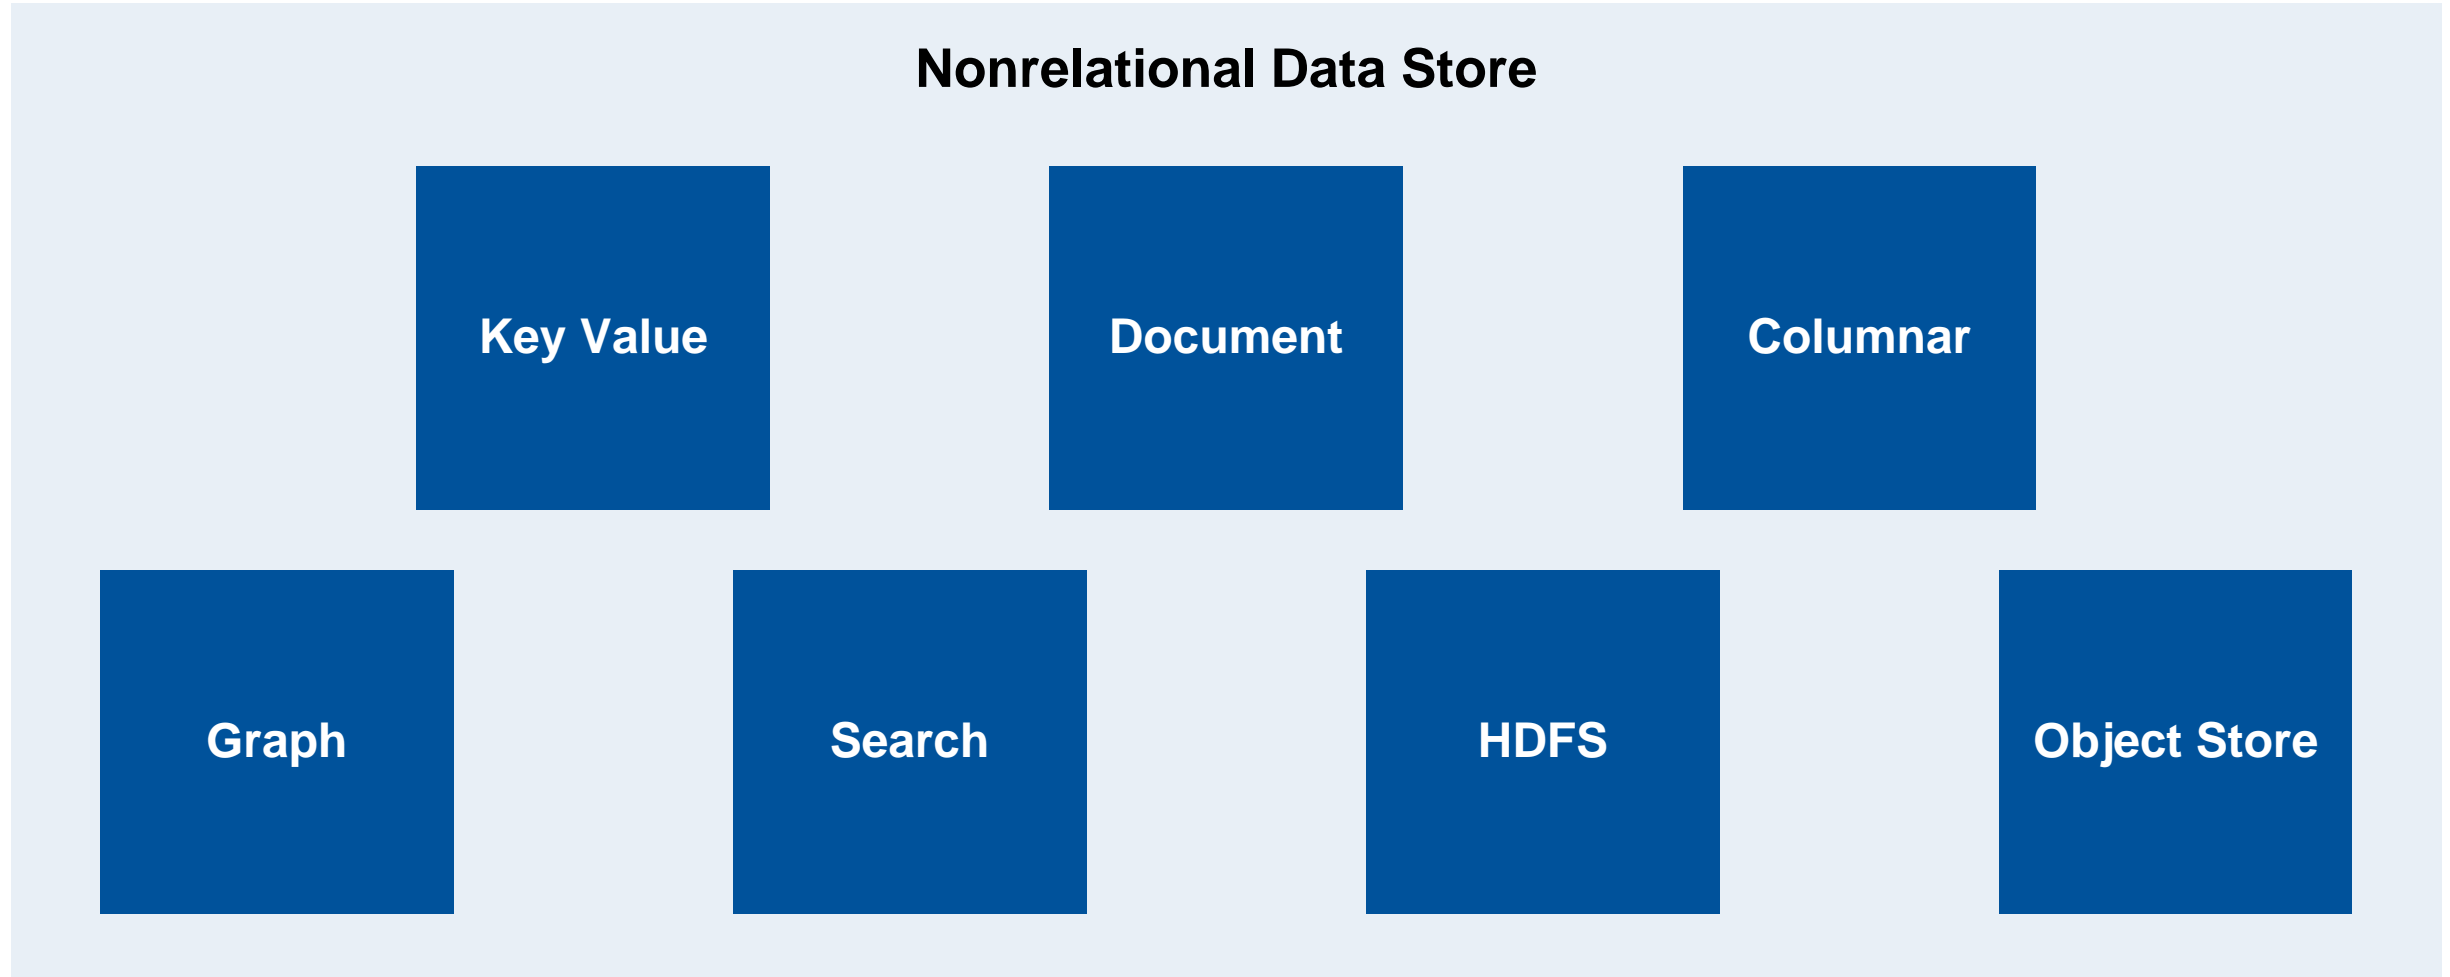 Nonrelational Data Store
Key Value
Document
Columnar
Graph
Search
HDFS
Object Store